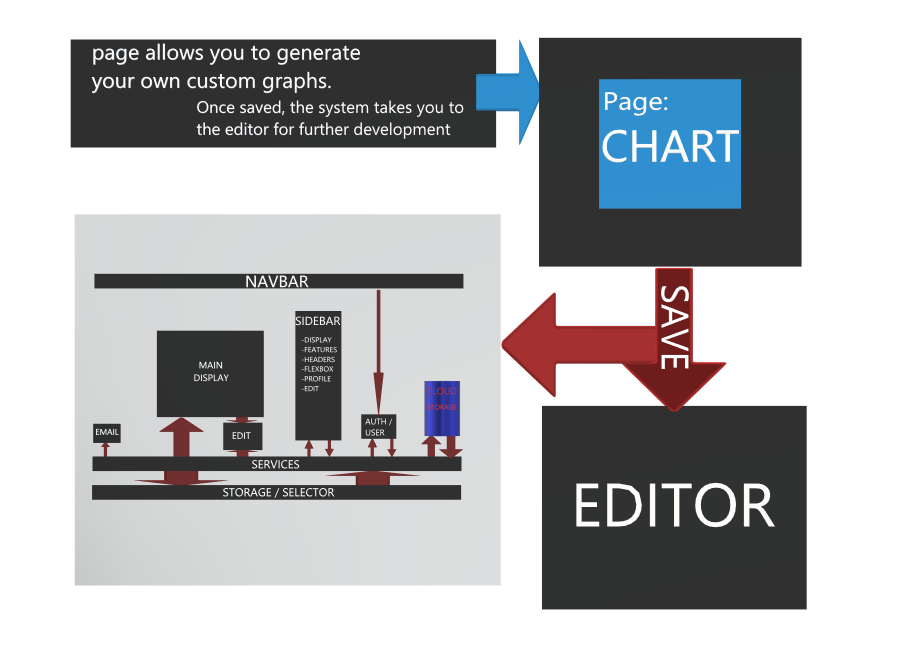 page allows you to generate
your own custom graphs.
Once saved, the system takes you to
the editor for further development
Page:
CHART
SAVE
NAVBAR
SIDEBAR
-DISPLAY
-FEATURES
-HEADERS
-FLEXBOX
-PROFILE
-EDIT
MAIN
DISPLAY
EMAIL
EDIT
AUTH /
USER
CLOUD
STORAGE
SERVICES
STORAGE / SELECTOR
EDITOR